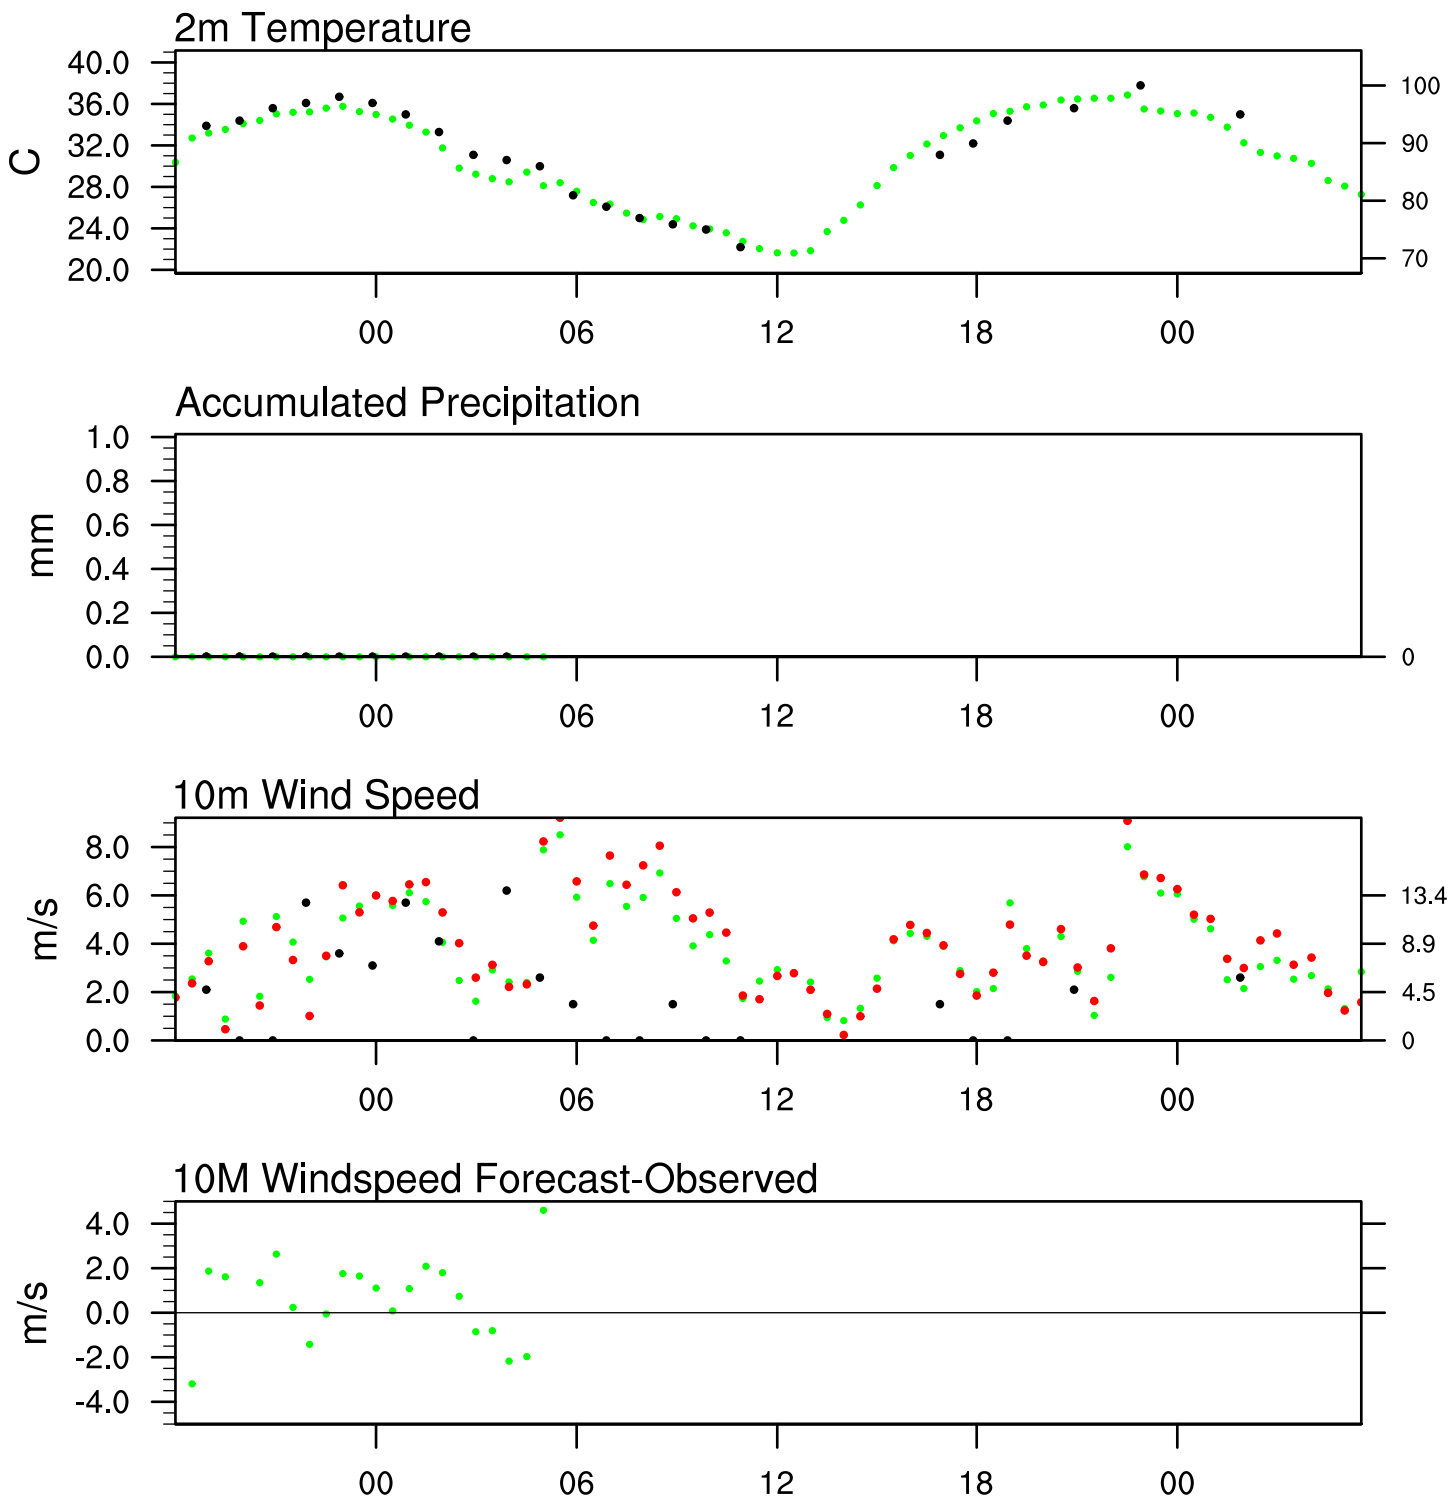 2m Temperature
40.0
36.0
32.0
28.0
24.0
20.0
C
100
90
80
70
00 06 12 18 00
Accumulated Precipitation
1.0
0.8
0.6
0.4
0.2
0.0
mm
0
00 06 12 18 00
10m Wind Speed
8.0
6.0
4.0
2.0
0.0
m/s
13.4
8.9
4.5
0
00 06 12 18 00
10M Windspeed Forecast-Observed
4.0
2.0
0.0
-2.0
-4.0
m/s
00 06 12 18 00